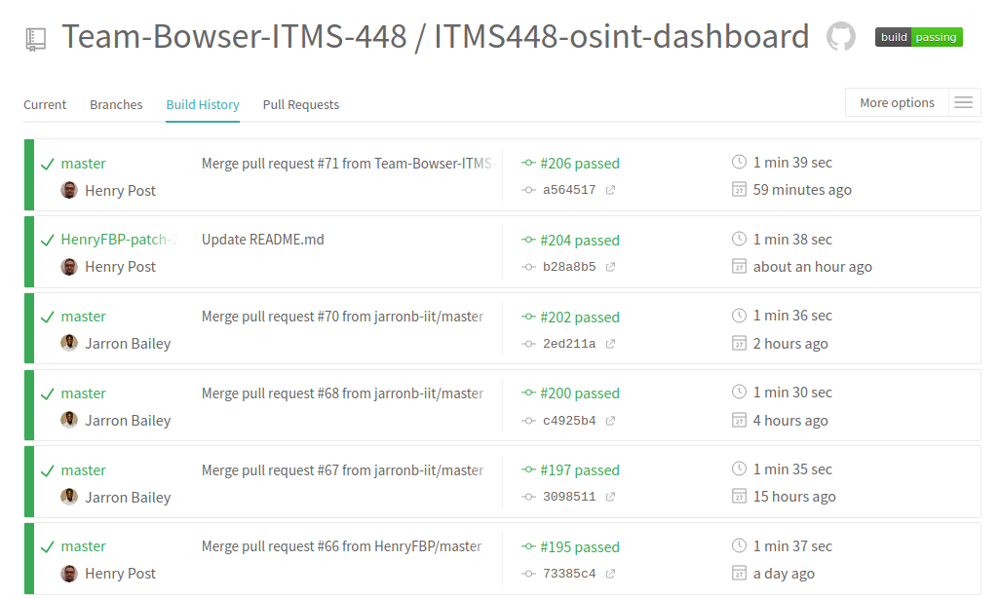 Team-Bowser-ITMS-448 / ITMS448-osint-dashboard build passing
Current Branches Build History Pull Requests More options
master Merge pull request #71 from Team-Bowser-ITMS- #206 passed 1 min 39 sec
Henry Post a564517 59 minutes ago
HenryFBP-patch- Update README.md #204 passed 1 min 38 sec
Henry Post b28a8b5 about an hour ago
master Merge pull request #70 from jarronb-iit/master #202 passed 1 min 36 sec
Jarron Bailey 2ed211a 2 hours ago
master Merge pull request #68 from jarronb-iit/master #200 passed 1 min 30 sec
Jarron Bailey c4925b4 4 hours ago
master Merge pull request #67 from jarronb-iit/master #197 passed 1 min 35 sec
Jarron Bailey 3098511 15 hours ago
master Merge pull request #66 from HenryFBP/master #195 passed 1 min 37 sec
Henry Post 73385c4 a day ago